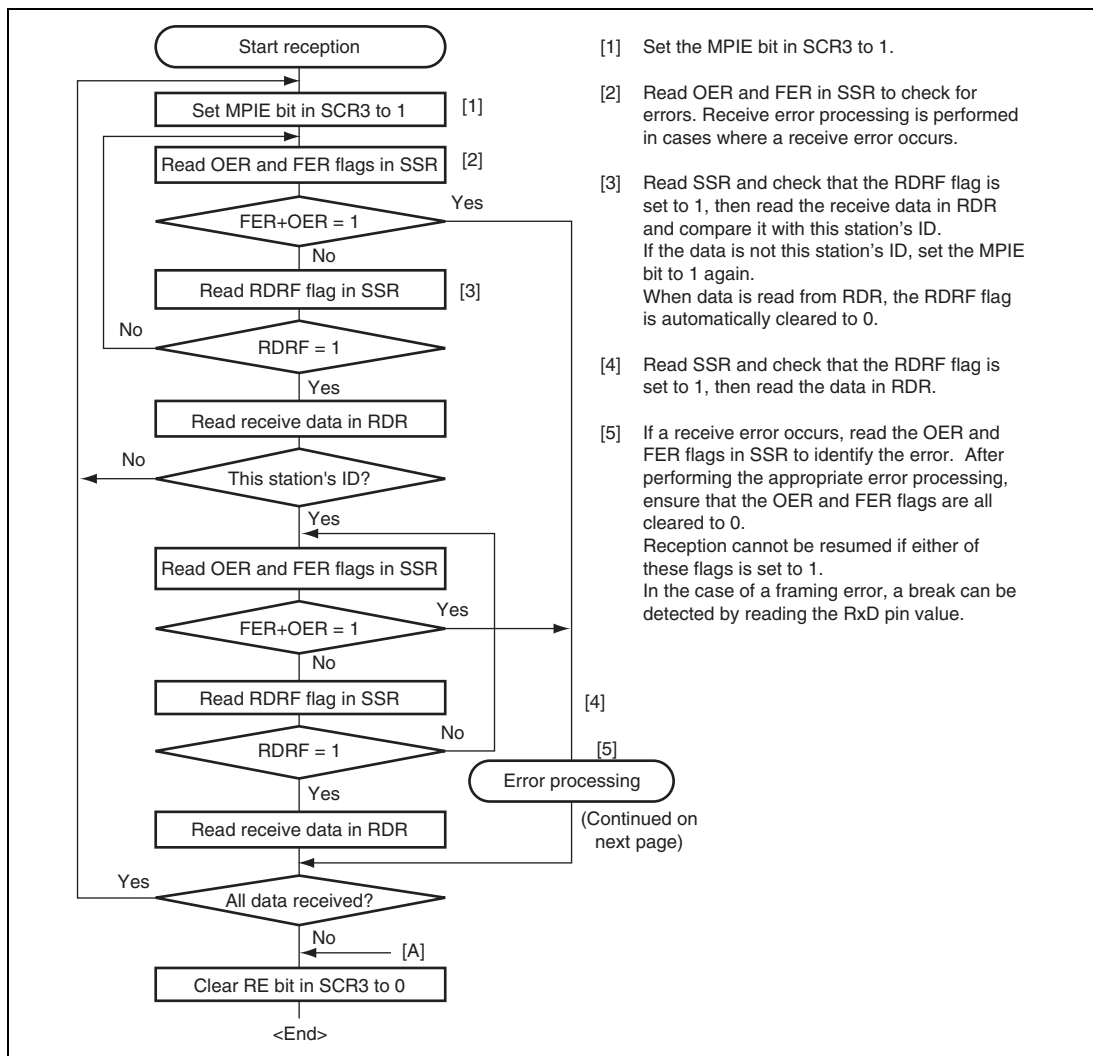 Start reception
Set MPIE bit in SCR3 to 1
[1]
Read OER and FER flags in SSR
[2]
Yes
FER+OER = 1
No
Read RDRF flag in SSR
[3]
No
RDRF = 1
Yes
Read receive data in RDR
No
This station's ID?
Yes
Read OER and FER flags in SSR
Yes
FER+OER = 1
No
Read RDRF flag in SSR
[4]
No
RDRF = 1
[5]
Yes
Error processing
Read receive data in RDR
(Continued on
next page)
Yes
All data received?
No
[A]
Clear RE bit in SCR3 to 0
<End>
[1] Set the MPIE bit in SCR3 to 1.
[2] Read OER and FER in SSR to check for
errors. Receive error processing is performed
in cases where a receive error occurs.
[3] Read SSR and check that the RDRF flag is
set to 1, then read the receive data in RDR
and compare it with this station's ID.
If the data is not this station's ID, set the MPIE
bit to 1 again.
When data is read from RDR, the RDRF flag
is automatically cleared to 0.
[4] Read SSR and check that the RDRF flag is
set to 1, then read the data in RDR.
[5] If a receive error occurs, read the OER and
FER flags in SSR to identify the error. After
performing the appropriate error processing,
ensure that the OER and FER flags are all
cleared to 0.
Reception cannot be resumed if either of
these flags is set to 1.
In the case of a framing error, a break can be
detected by reading the RxD pin value.